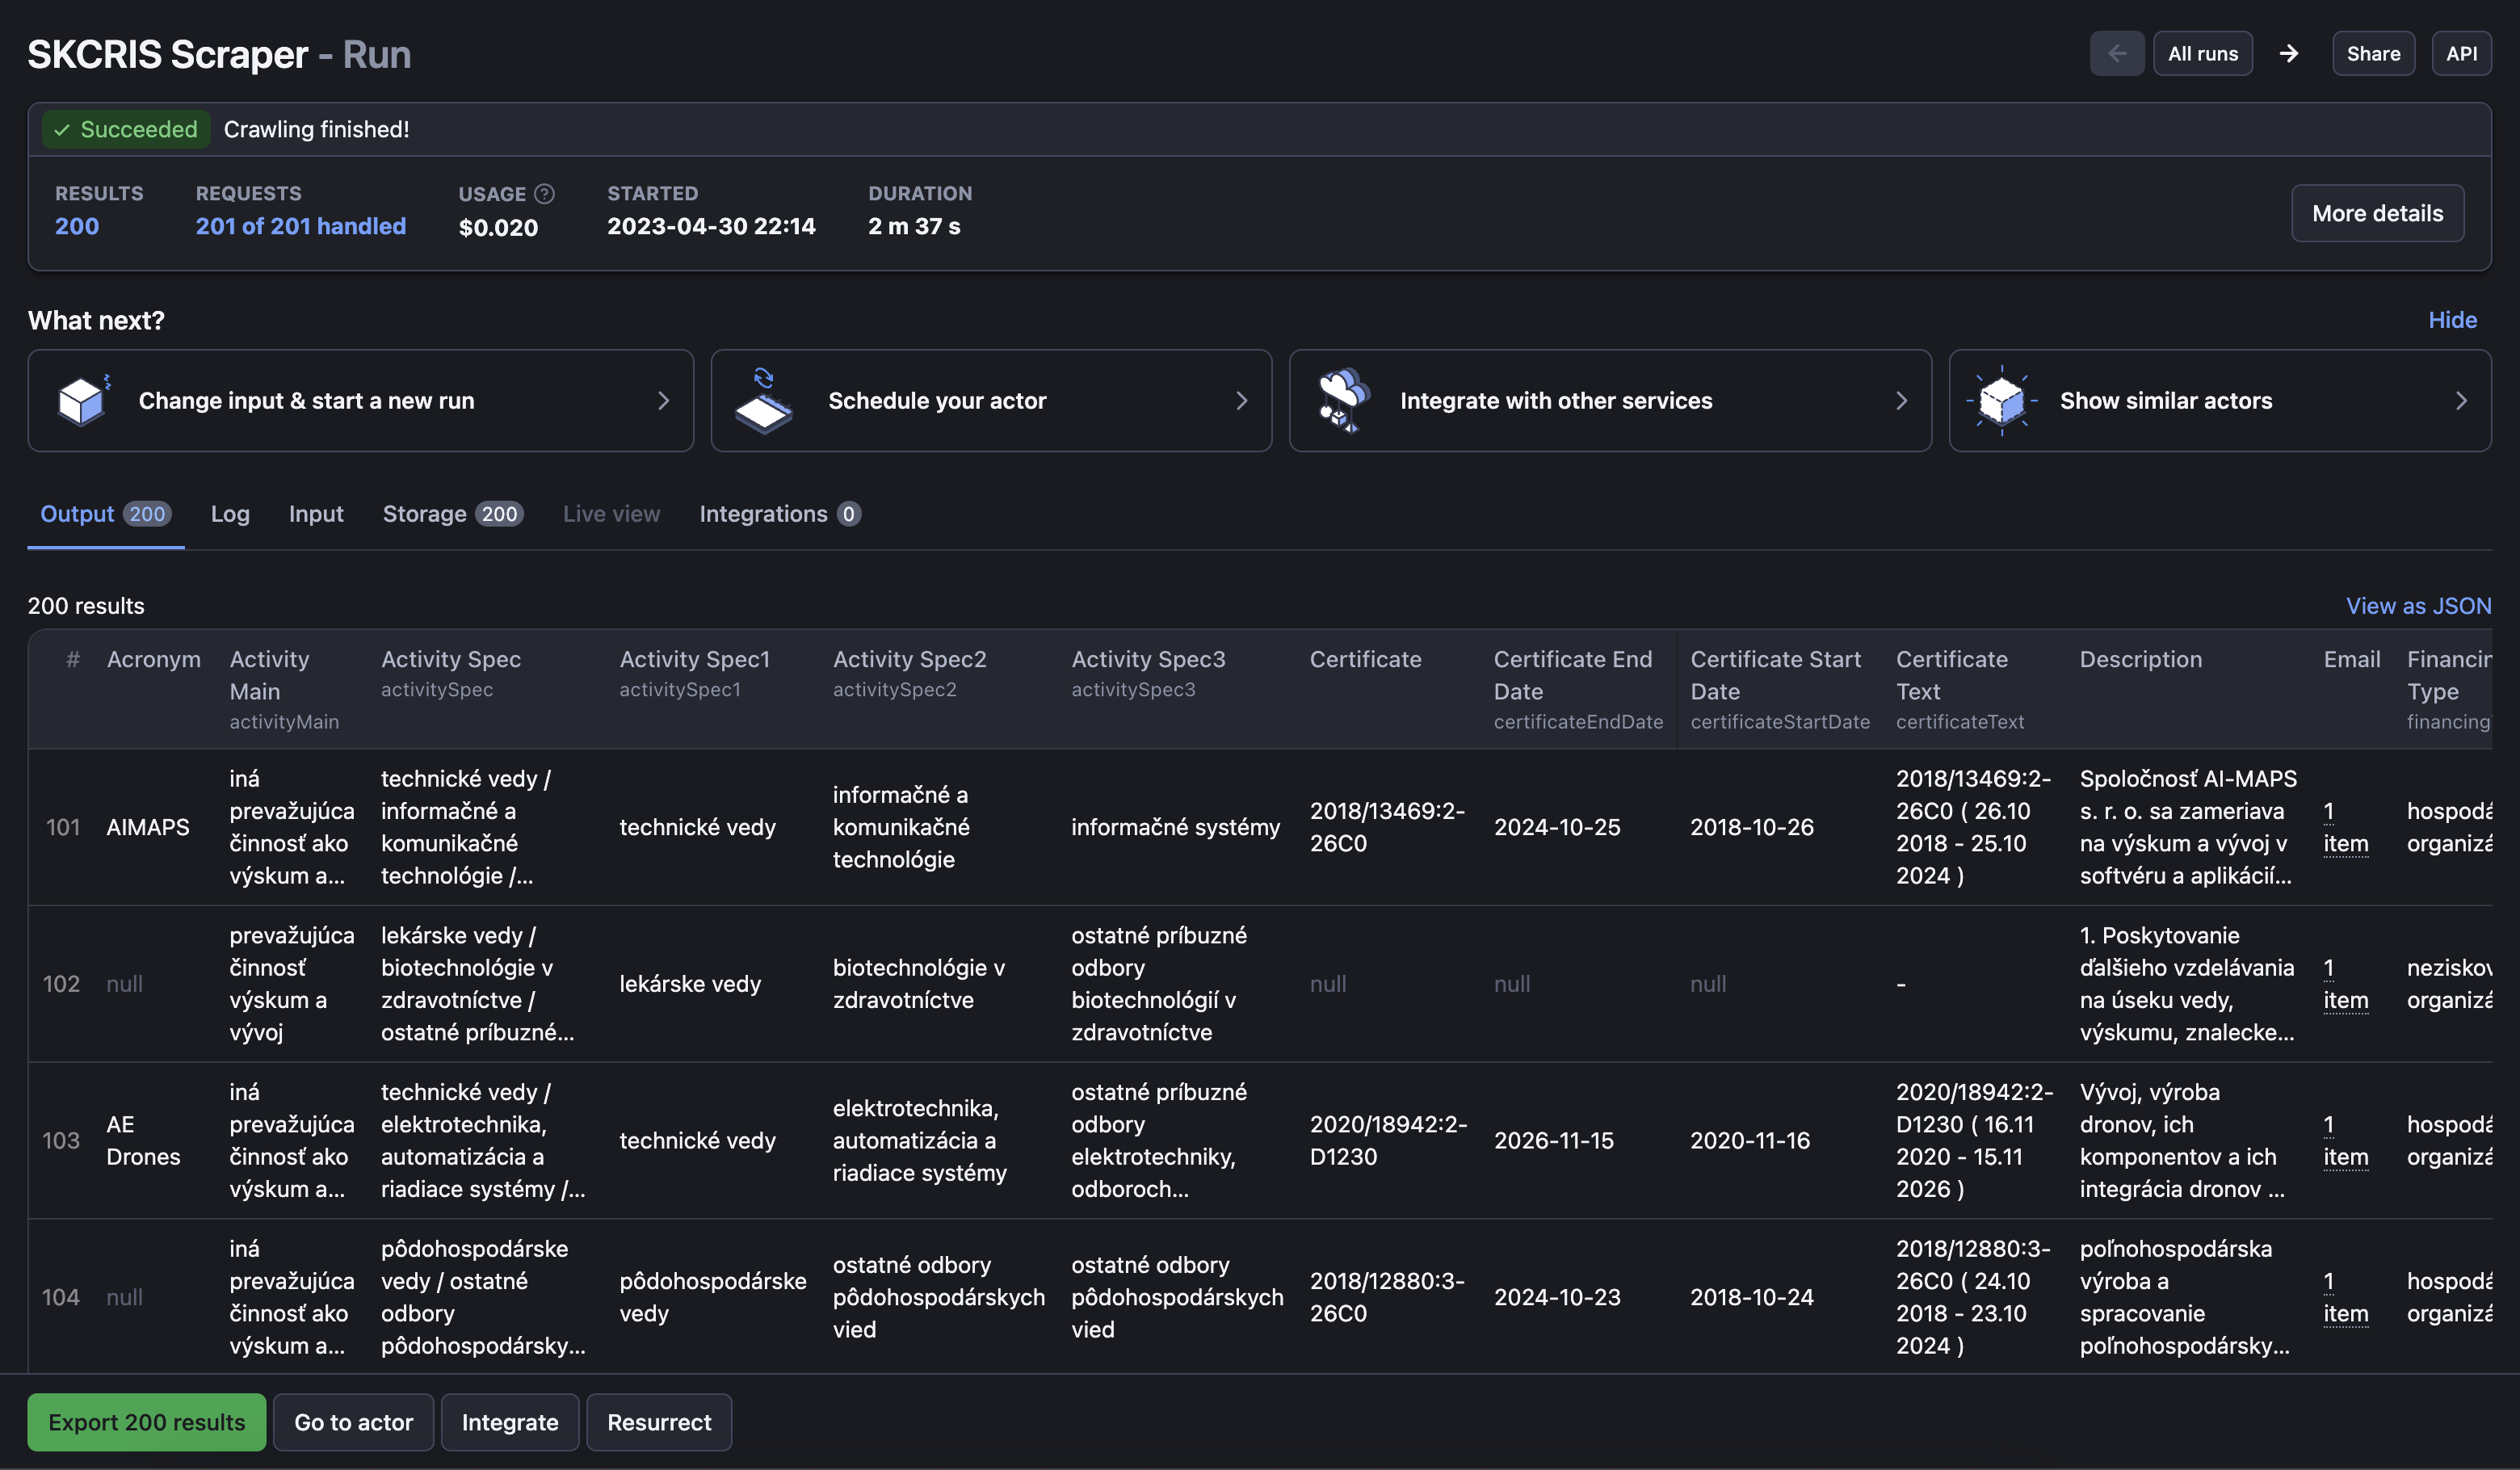 SKCRIS Scraper - Run
All runs
Share
API
Succeeded
Crawling finished!
RESULTS
200
REQUESTS
201 of 201 handled
USAGE ?
$0.020
STARTED
2023-04-30 22:14
DURATION
2 m 37 s
More details
What next?
Hide
Change input & start a new run
Schedule your actor
Integrate with other services
Show similar actors
Output 200
Log
Input
Storage 200
Live view
Integrations 0
200 results
View as JSON
#
Acronym
Activity
Main
activityMain
Activity Spec
activitySpec
Activity Spec1
activitySpec1
Activity Spec2
activitySpec2
Activity Spec3
activitySpec3
Certificate
Certificate End
Date
certificateEndDate
Certificate Start
Date
certificateStartDate
Certificate
Text
certificateText
Description
Email
Financin
Type
financing
101
AIMAPS
iná
prevažujúca
činnosť ako
výskum a...
technické vedy /
informačné a
komunikačné
technológie /...
technické vedy
informačné a
komunikačné
technológie
informačné systémy
2018/13469:2-
26C0
2024-10-25
2018-10-26
2018/13469:2-
26C0 ( 26.10
2018 - 25.10
2024 )
Spoločnosť AI-MAPS
s. r. o. sa zameriava
na výskum a vývoj v
softvéru a aplikácií...
1
item
hospodá
organizá
102
null
prevažujúca
činnosť
výskum a
vývoj
lekárske vedy /
biotechnológie v
zdravotníctve /
ostatné príbuzné...
lekárske vedy
biotechnológie v
zdravotníctve
ostatné príbuzné
odbory
biotechnológií v
zdravotníctve
null
null
null
-
1. Poskytovanie
ďalšieho vzdelávania
na úseku vedy,
výskumu, znalecke...
1
item
neziskov
organizá
103
AE
Drones
iná
prevažujúca
činnosť ako
výskum a...
technické vedy /
elektrotechnika,
automatizácia a
riadiace systémy /...
technické vedy
elektrotechnika,
automatizácia a
riadiace systémy
ostatné príbuzné
odbory
elektrotechniky,
odboroch...
2020/18942:2-
D1230
2026-11-15
2020-11-16
2020/18942:2-
D1230 ( 16.11
2020 - 15.11
2026 )
Vývoj, výroba
dronov, ich
komponentov a ich
integrácia dronov ...
1
item
hospodá
organizá
104
null
iná
prevažujúca
činnosť ako
výskum a...
pôdohospodárske
vedy / ostatné
odbory
pôdohospodársky...
pôdohospodárske
vedy
ostatné odbory
pôdohospodárskych
vied
ostatné odbory
pôdohospodárskych
vied
2018/12880:3-
26C0
2024-10-23
2018-10-24
2018/12880:3-
26C0 ( 24.10
2018 - 23.10
2024 )
poľnohospodárska
výroba a
spracovanie
poľnohospodársky...
1
item
hospodá
organizá
Export 200 results
Go to actor
Integrate
Resurrect